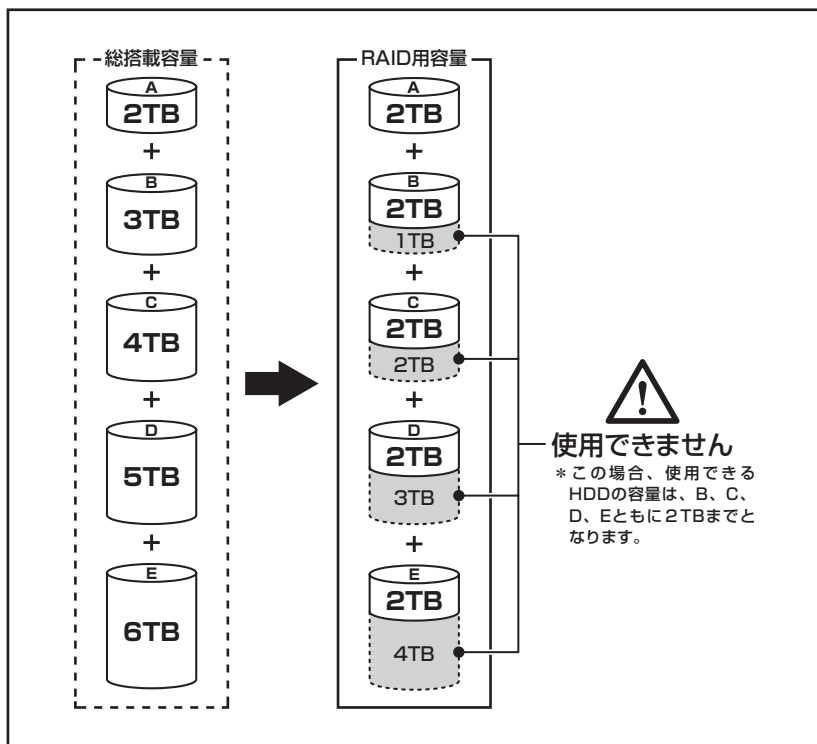 総搭載容量
A
2TB
+
B
3TB
+
C
4TB
+
D
5TB
+
E
6TB
RAID用容量
A
2TB
+
B
2TB
1TB
+
C
2TB
2TB
+
D
2TB
3TB
+
E
2TB
4TB
使用できません
*この場合、使用できる
HDDの容量は、B、C、
D、Eともに2TBまでと
なります。